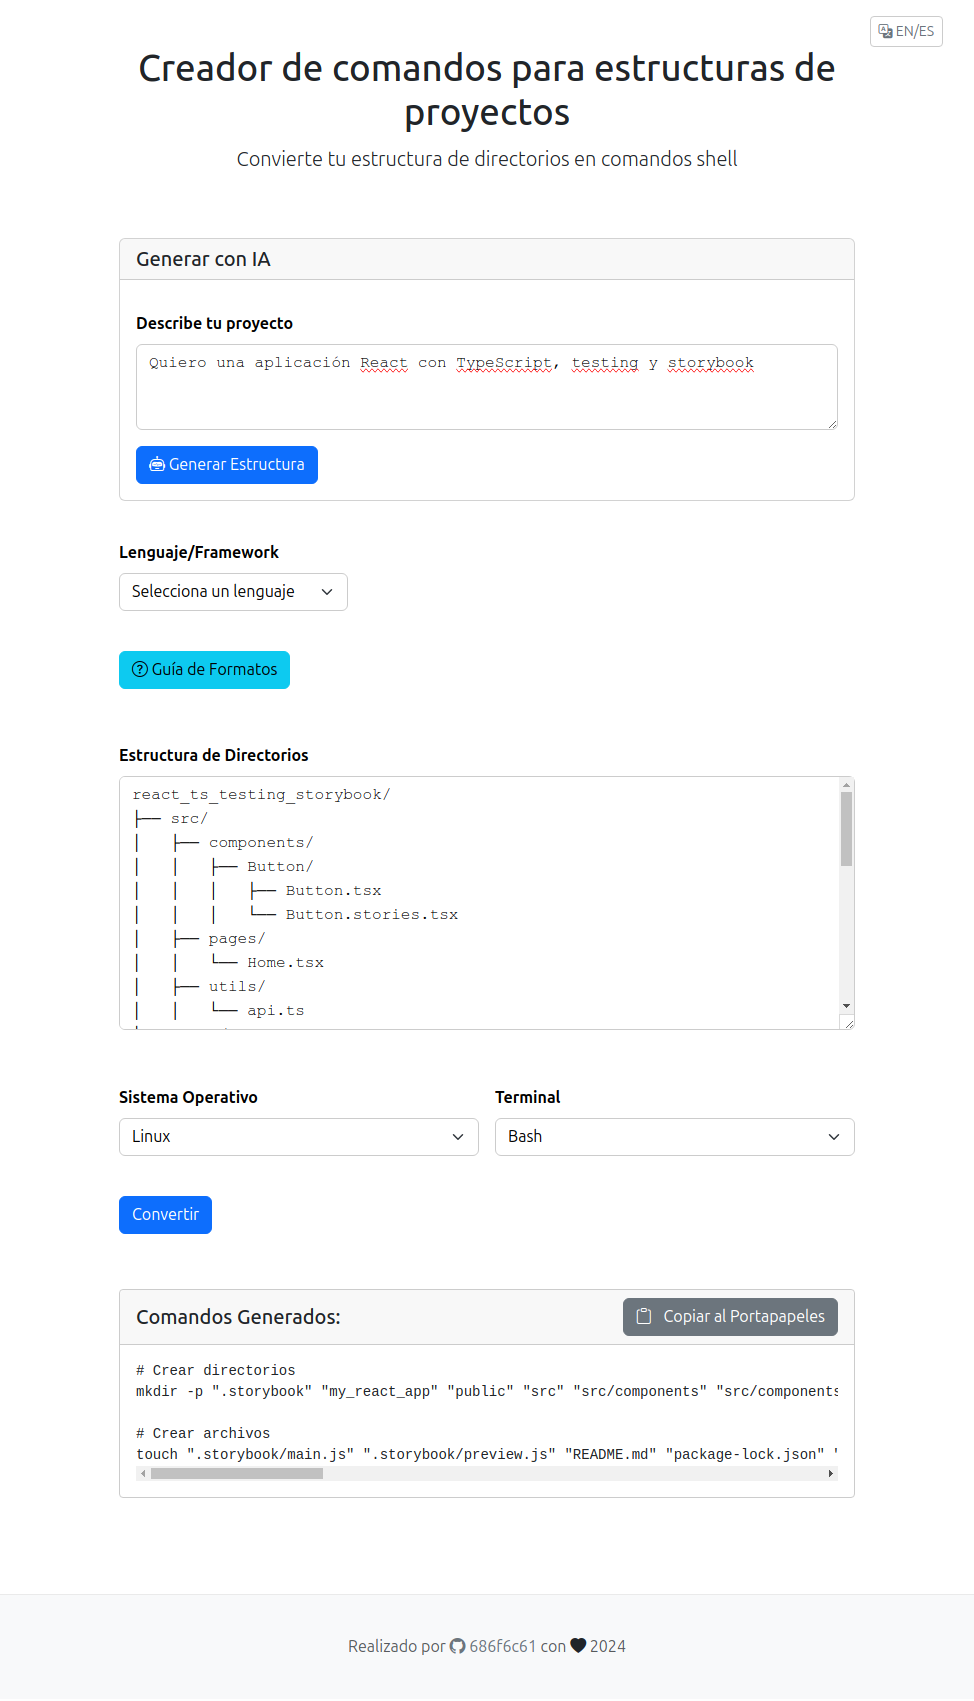 EN/ES
Creador de comandos para estructuras de
proyectos
Convierte tu estructura de directorios en comandos shell
Generar con IA
Describe tu proyecto
Quiero una aplicación React con TypeScript, testing y storybook
Generar Estructura
Lenguaje/Framework
Selecciona un lenguaje
Guía de Formatos
Estructura de Directorios
react_ts_testing_storybook/
├── src/
│   ├── components/
│   │   ├── Button/
│   │   │   ├── Button.tsx
│   │   │   └── Button.stories.tsx
│   ├── pages/
│   │   └── Home.tsx
│   ├── utils/
│   │   └── api.ts
Sistema Operativo
Terminal
Linux
Bash
Convertir
Comandos Generados:
Copiar al Portapapeles
# Crear directorios
mkdir -p ".storybook" "my_react_app" "public" "src" "src/components" "src/components
# Crear archivos
touch ".storybook/main.js" ".storybook/preview.js" "README.md" "package-lock.json" "
Realizado por 686f6c61 con 2024